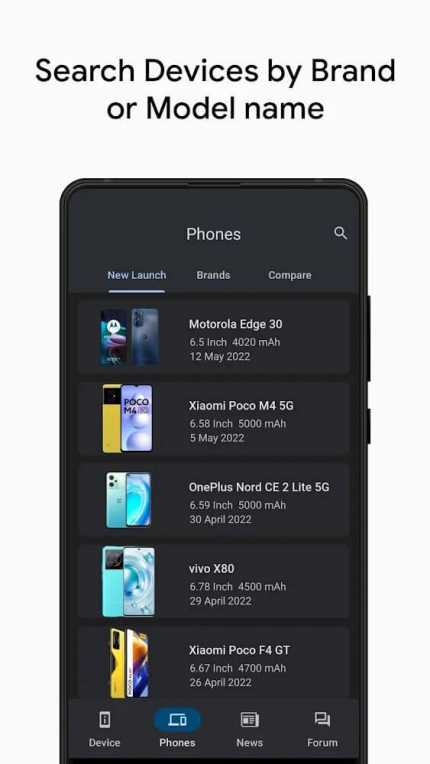 Search Devices by Brand
or Model name
Phones
New Launch Brands Compare
Motorola Edge 30
6.5 Inch 4020 mAh
12 May 2022
POCO
M4 5G
Xiaomi Poco M4 5G
6.58 Inch 5000 mAh
5 May 2022
OnePlus Nord CE 2 Lite 5G
6.59 Inch 5000 mAh
30 April 2022
vivo X80
6.78 Inch 4500 mAh
29 April 2022
Xiaomi Poco F4 GT
6.67 Inch 4700 mAh
26 April 2022
Device Phones News Forum